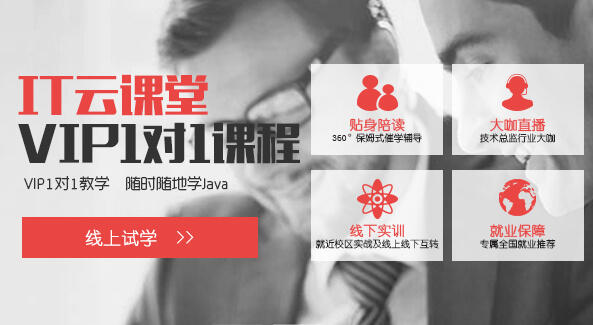 IT云课堂
VIP1对1课程
VIP1对1教学 随时随地学Java
线上试学 >>
贴身陪读
360°保姆式催学辅导
大咖直播
技术总监行业大咖
线下实训
就近校区实战及线上线下互转
就业保障
专属全国就业推荐